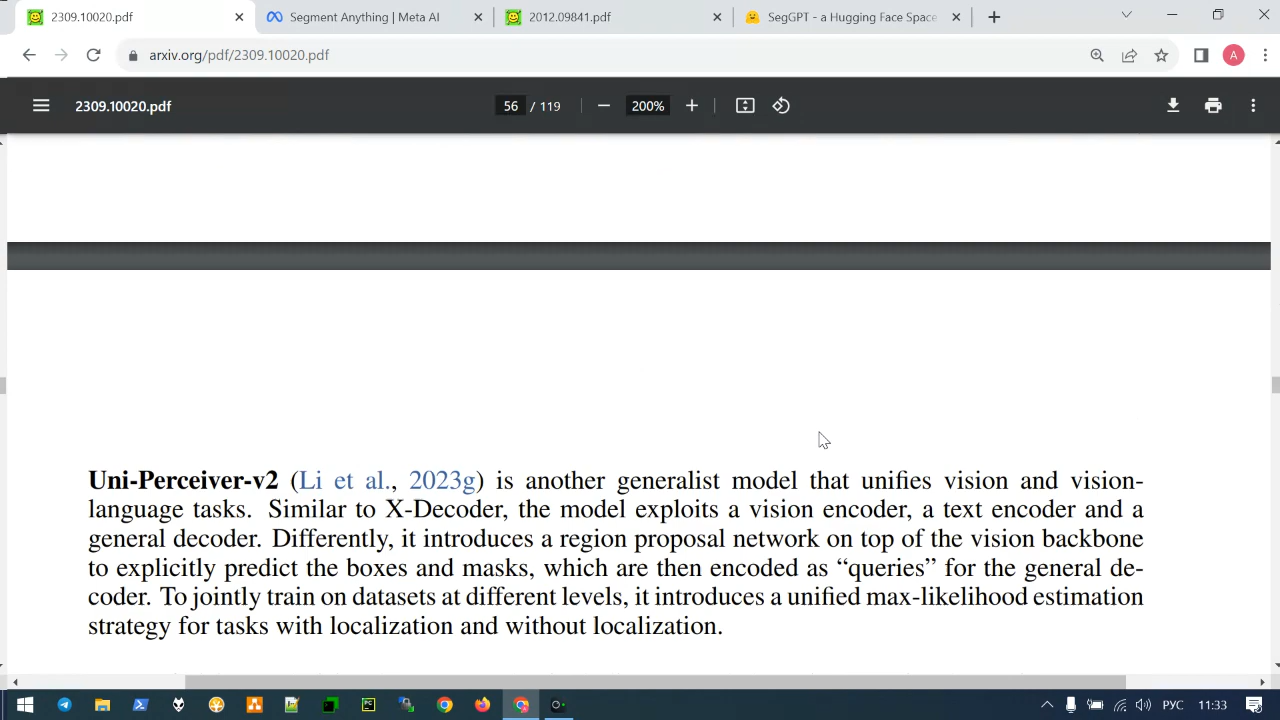 2309.10020.pdf
Segment Anything | Meta AI
2012.09841.pdf
SegGPT - a Hugging Face Space
arxiv.org/pdf/2309.10020.pdf
A
2309.10020.pdf
56 / 119
200%
Uni-Perceiver-v2 (Li et al., 2023g) is another generalist model that unifies vision and vision-
language tasks. Similar to X-Decoder, the model exploits a vision encoder, a text encoder and a
general decoder. Differently, it introduces a region proposal network on top of the vision backbone
to explicitly predict the boxes and masks, which are then encoded as “queries” for the general de-
coder. To jointly train on datasets at different levels, it introduces a unified max-likelihood estimation
strategy for tasks with localization and without localization.
РУС
11:33